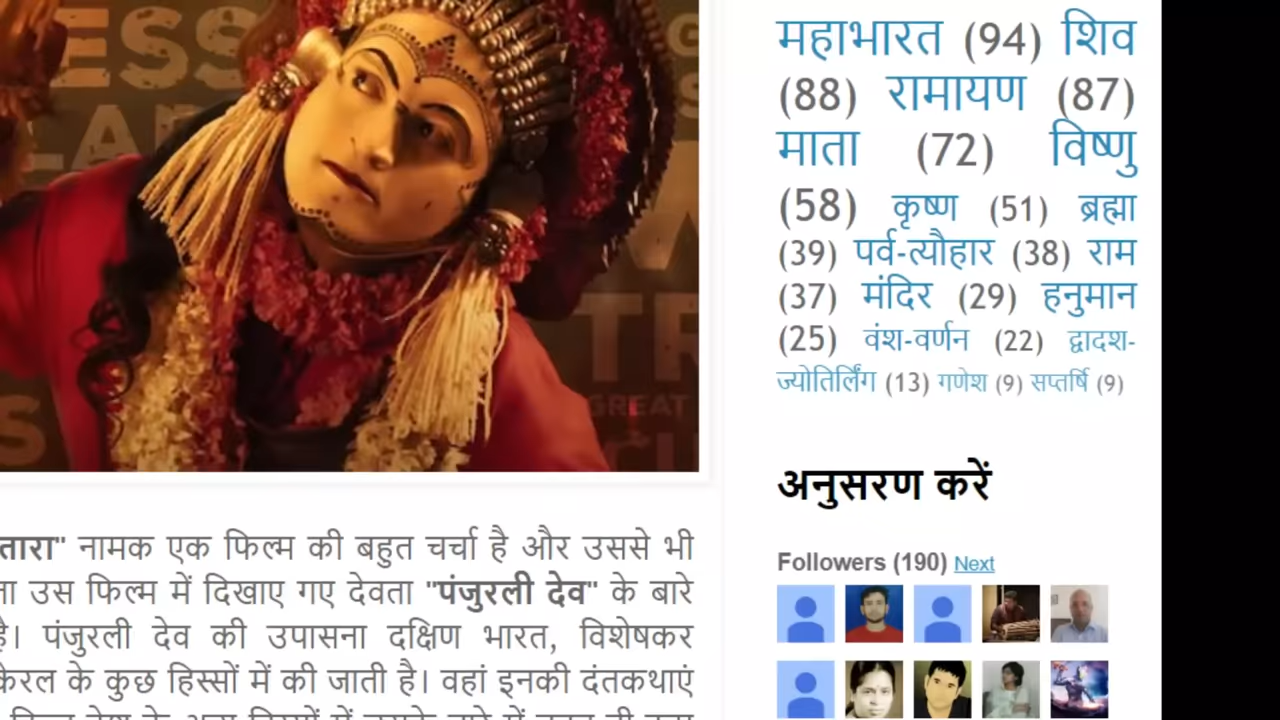 ESS
GREAT
महाभारत (94) शिव
(88) रामायण (87)
माता (72) विष्णु
(58) कृष्ण (51) ब्रह्मा
(39) पर्व-त्यौहार (38) राम
(37) मंदिर (29) हनुमान
(25) वंश-वर्णन (22) द्वादश-
ज्योतिर्लिंग (13) गणेश (9) सप्तर्षि (9)
अनुसरण करें
Followers (190) Next
तारा" नामक एक फिल्म की बहुत चर्चा है और उससे भी
उस फिल्म में दिखाए गए देवता "पंजुरली देव" के बारे
है। पंजुरली देव की उपासना दक्षिण भारत, विशेषकर
केरल के कुछ हिस्सों में की जाती है। वहां इनकी दंतकथाएं